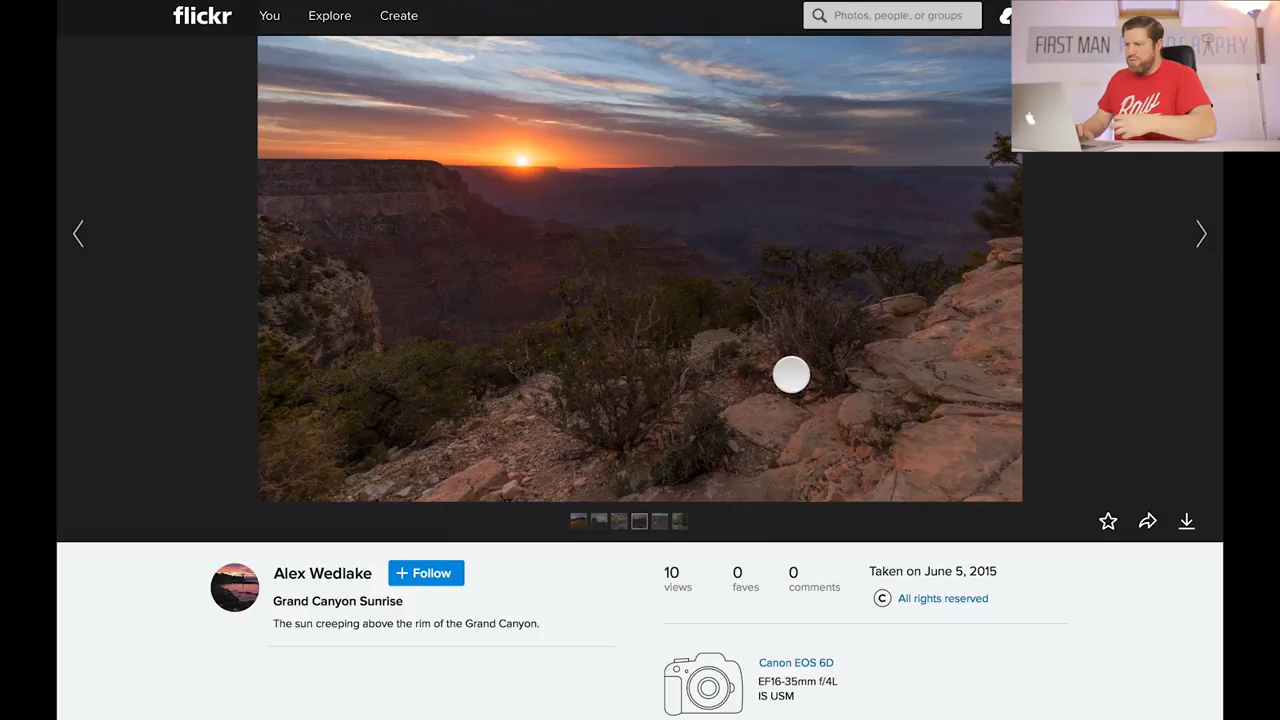 flickr
You
Explore
Create
Photos, people, or groups
FIRST MAN PHOTOGRAPHY
Raw
Alex Wedlake
+ Follow
Grand Canyon Sunrise
The sun creeping above the rim of the Grand Canyon.
10
views
0
faves
0
comments
Taken on June 5, 2015
© All rights reserved
Canon EOS 6D
EF16-35mm f/4L
IS USM